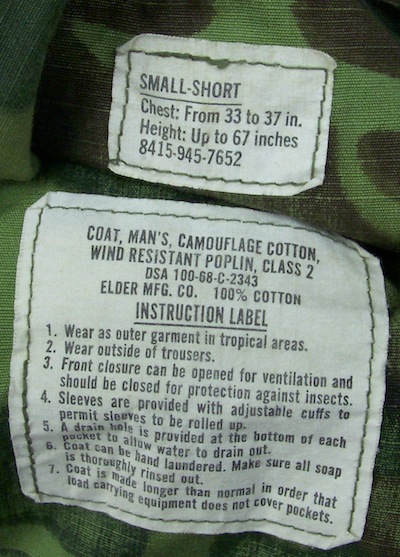 SMALL-SHORT
Chest: From 33 to 37 in.
Height: Up to 67 inches
8415-945-7652
COAT, MAN'S, CAMOUFLAGE COTTON,
WIND RESISTANT POPLIN, CLASS 2
DSA 100-68-C-2343
ELDER MFG. CO. 100% COTTON
INSTRUCTION LABEL
1. Wear as outer garment in tropical areas.
2. Wear outside of trousers.
3. Front closure can be opened for ventilation and
should be closed for protection against insects.
4. Sleeves are provided with adjustable cuffs to
permit sleeves to be rolled up.
5. A drain hole is provided at the bottom of each
pocket to allow water to drain out.
6. Coat can be hand laundered. Make sure all soap
is thoroughly rinsed out.
7. Coat is made longer than normal in order that
load carrying equipment does not cover pockets.